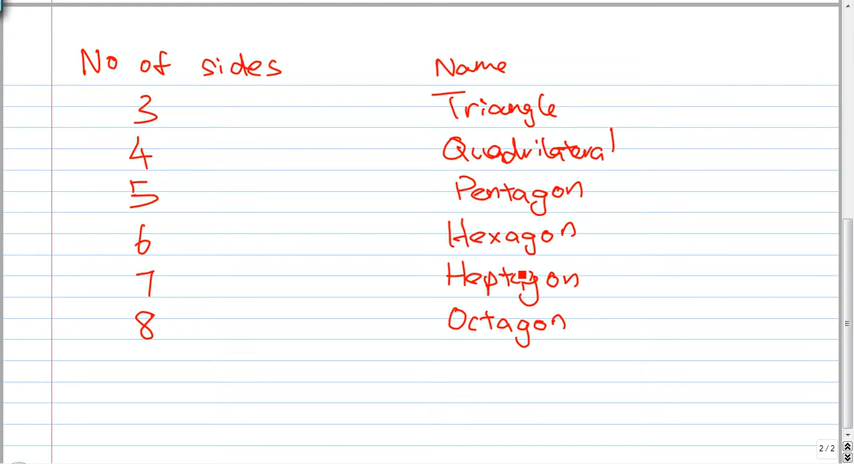 No of sides Name
3 Triangle
4 Quadrilateral
5 Pentagon
6 Hexagon
7 Heptagon
8 Octagon
2/2